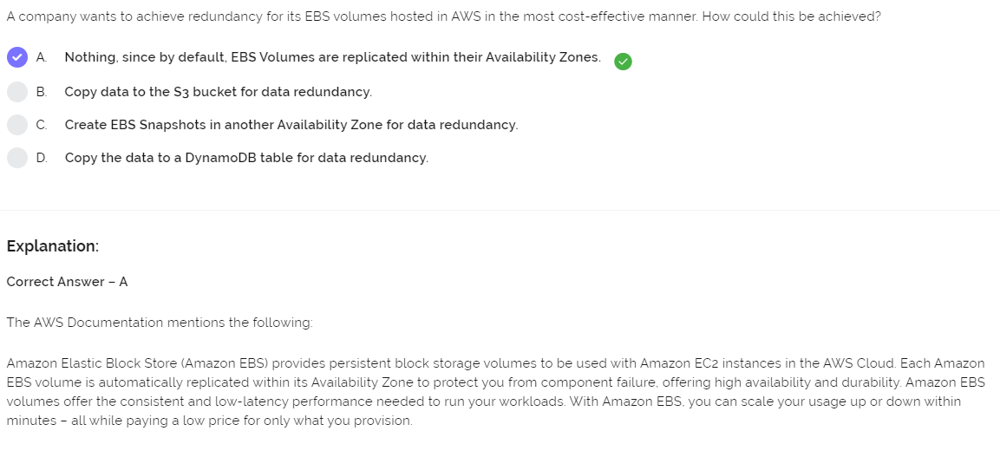 A company wants to achieve redundancy for its EBS volumes hosted in AWS in the most cost-effective manner. How could this be achieved?
A. Nothing, since by default, EBS Volumes are replicated within their Availability Zones.
B. Copy data to the S3 bucket for data redundancy.
C. Create EBS Snapshots in another Availability Zone for data redundancy.
D. Copy the data to a DynamoDB table for data redundancy.
Explanation:
Correct Answer – A
The AWS Documentation mentions the following:
Amazon Elastic Block Store (Amazon EBS) provides persistent block storage volumes to be used with Amazon EC2 instances in the AWS Cloud. Each Amazon
EBS volume is automatically replicated within its Availability Zone to protect you from component failure, offering high availability and durability. Amazon EBS
volumes offer the consistent and low-latency performance needed to run your workloads. With Amazon EBS, you can scale your usage up or down within
minutes – all while paying a low price for only what you provision.